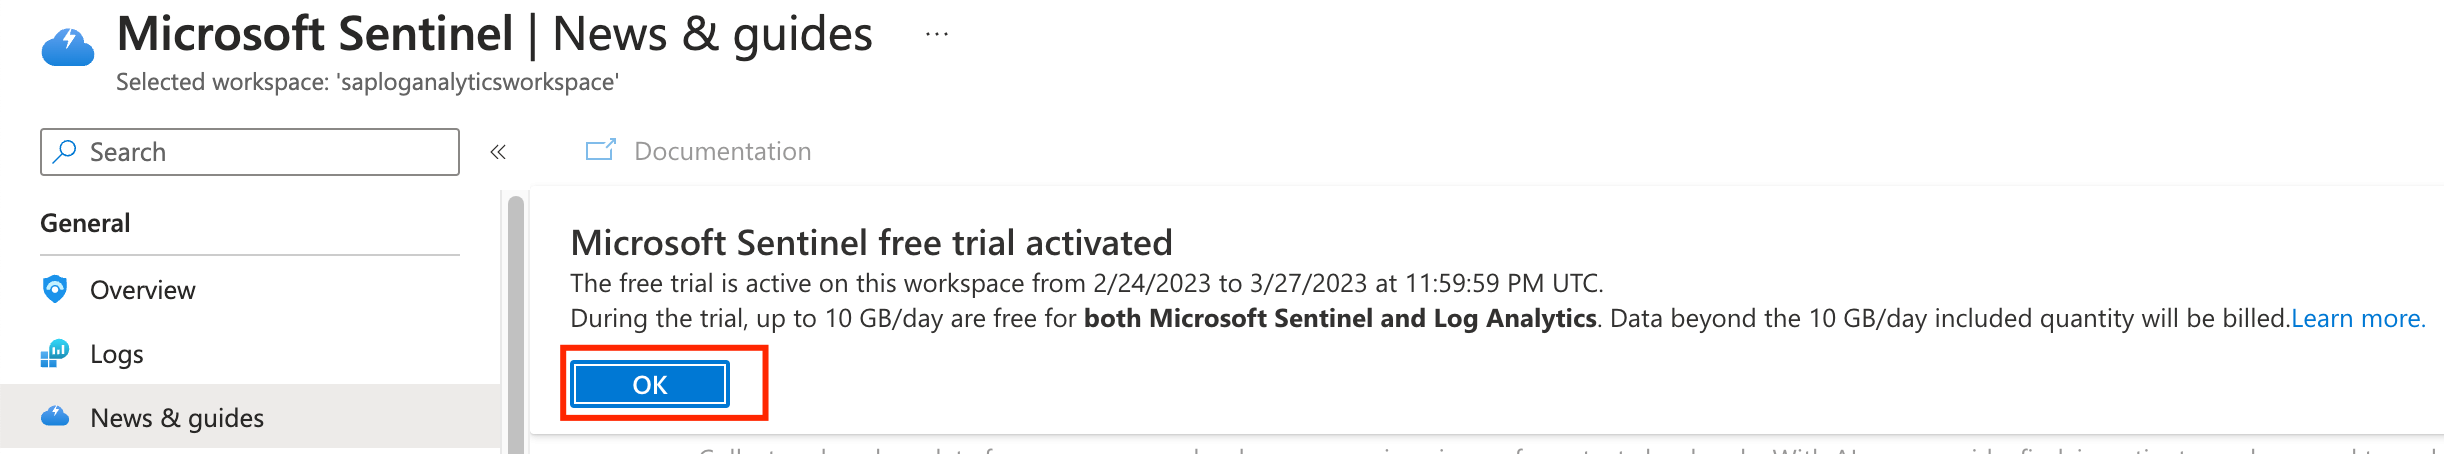 Microsoft Sentinel | News & guides ...
Selected workspace: 'saploganalyticsworkspace'
Search
«
Documentation
General
Overview
Logs
News & guides
Microsoft Sentinel free trial activated
The free trial is active on this workspace from 2/24/2023 to 3/27/2023 at 11:59:59 PM UTC.
During the trial, up to 10 GB/day are free for both Microsoft Sentinel and Log Analytics. Data beyond the 10 GB/day included quantity will be billed.Learn more.
OK